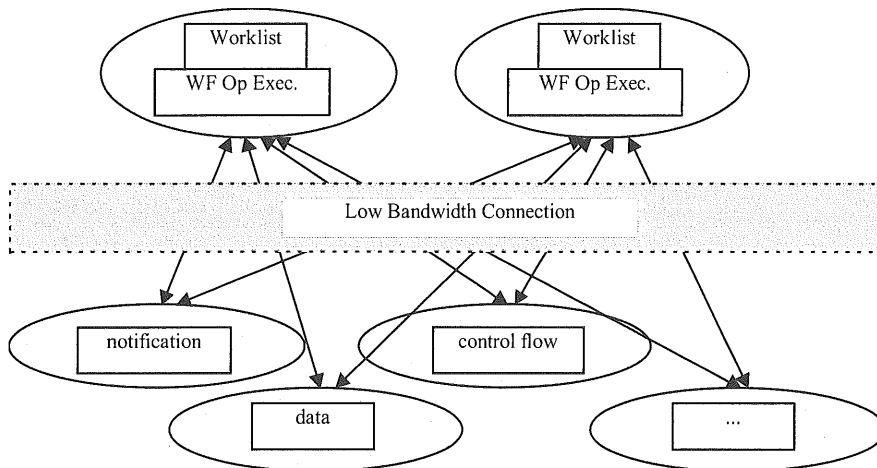 Worklist
WF Op Exec.
Worklist
WF Op Exec.
Low Bandwidth Connection
notification
control flow
data
...